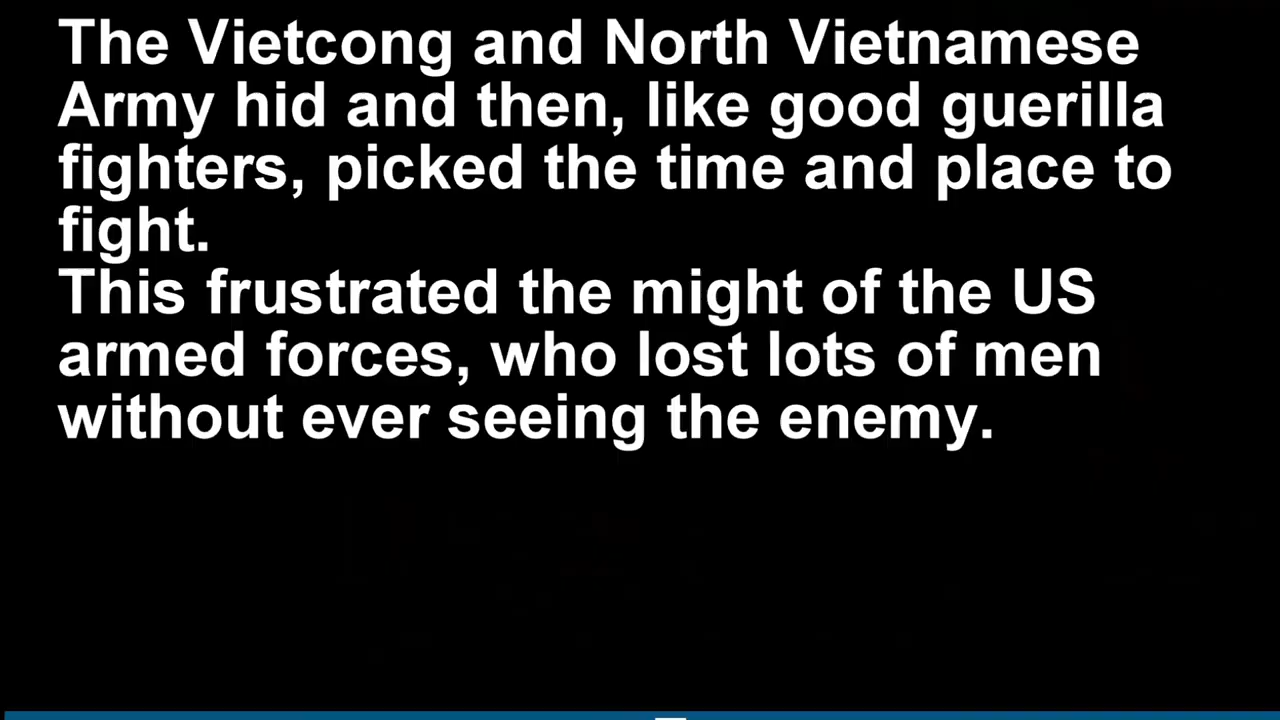 The Vietcong and North Vietnamese
Army hid and then, like good guerilla
fighters, picked the time and place to
fight.
This frustrated the might of the US
armed forces, who lost lots of men
without ever seeing the enemy.